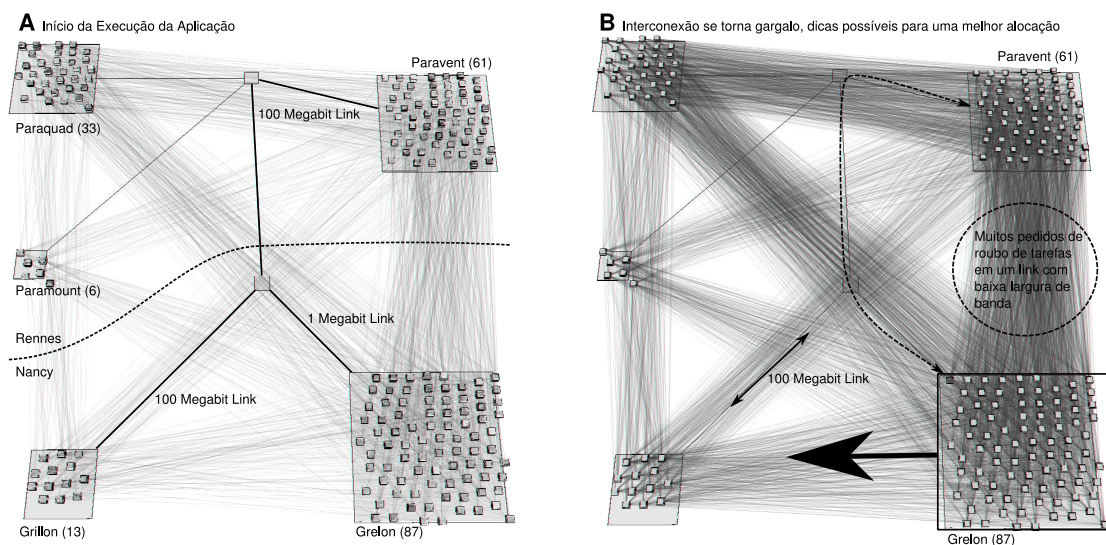 A Início da Execução da Aplicação
Paravent (61)
100 Megabit Link
Paraquad (33)
Paramount (6)
Rennes
Nancy
1 Megabit Link
100 Megabit Link
Grillon (13)
Grelon (87)
B Interconexão se torna gargalo, dicas possíveis para uma melhor alocação
Paravent (61)
Muitos pedidos de
roubo de tarefas
em um link com
baixa largura de
banda
100 Megabit Link
Grelon (87)